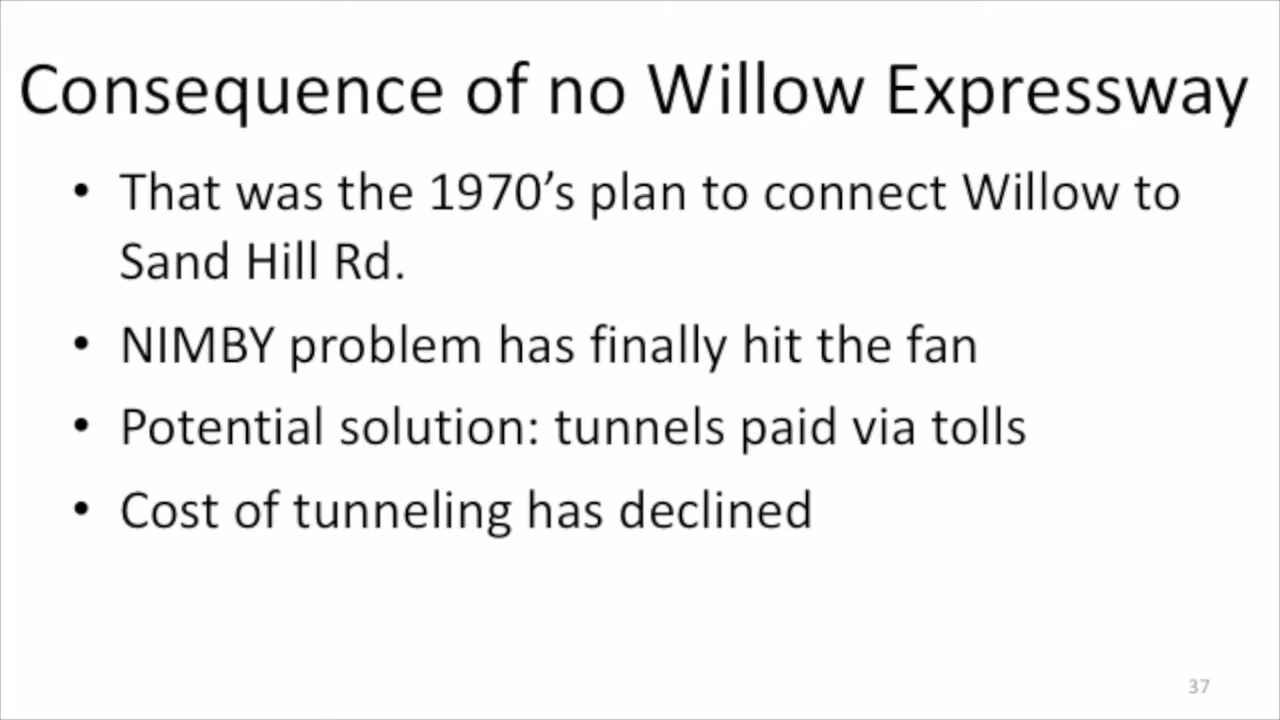 Consequence of no Willow Expressway
• That was the 1970’s plan to connect Willow to
Sand Hill Rd.
• NIMBY problem has finally hit the fan
• Potential solution: tunnels paid via tolls
• Cost of tunneling has declined
37